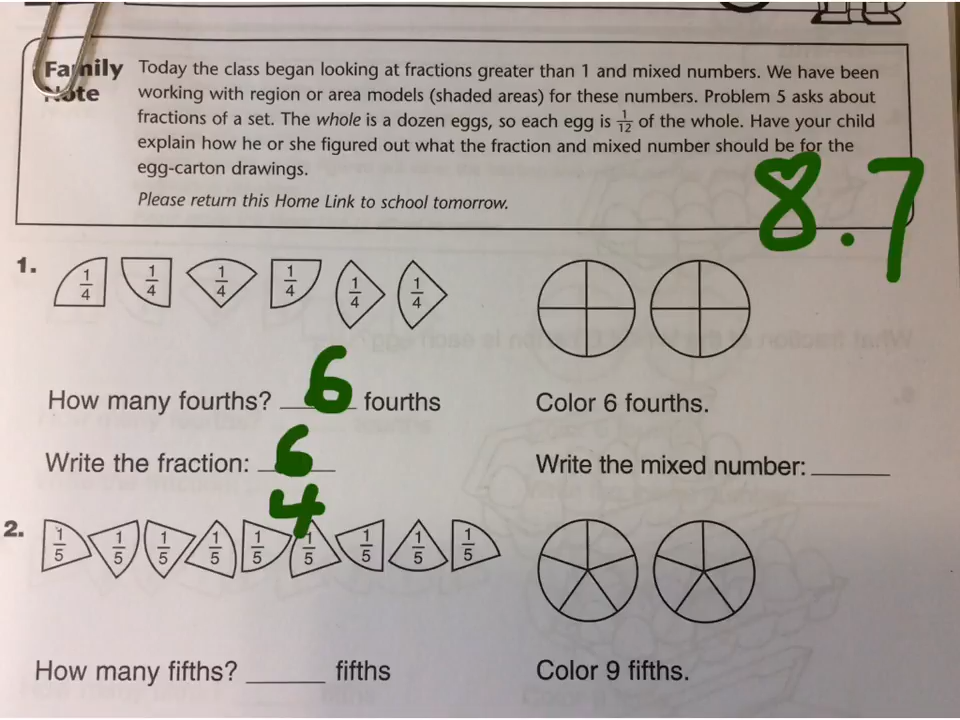 Family Note
Today the class began looking at fractions greater than 1 and mixed numbers. We have been
working with region or area models (shaded areas) for these numbers. Problem 5 asks about
fractions of a set. The whole is a dozen eggs, so each egg is 1/12 of the whole. Have your child
explain how he or she figured out what the fraction and mixed number should be for the
egg-carton drawings.
Please return this Home Link to school tomorrow.
8.7
1.
1/4 1/4 1/4 1/4 1/4 1/4
How many fourths? 6 fourths
Color 6 fourths.
Write the fraction: 6/4
Write the mixed number:
2.
1/5 1/5 1/5 1/5 1/5 1/5 1/5 1/5 1/5
How many fifths? ______ fifths
Color 9 fifths.